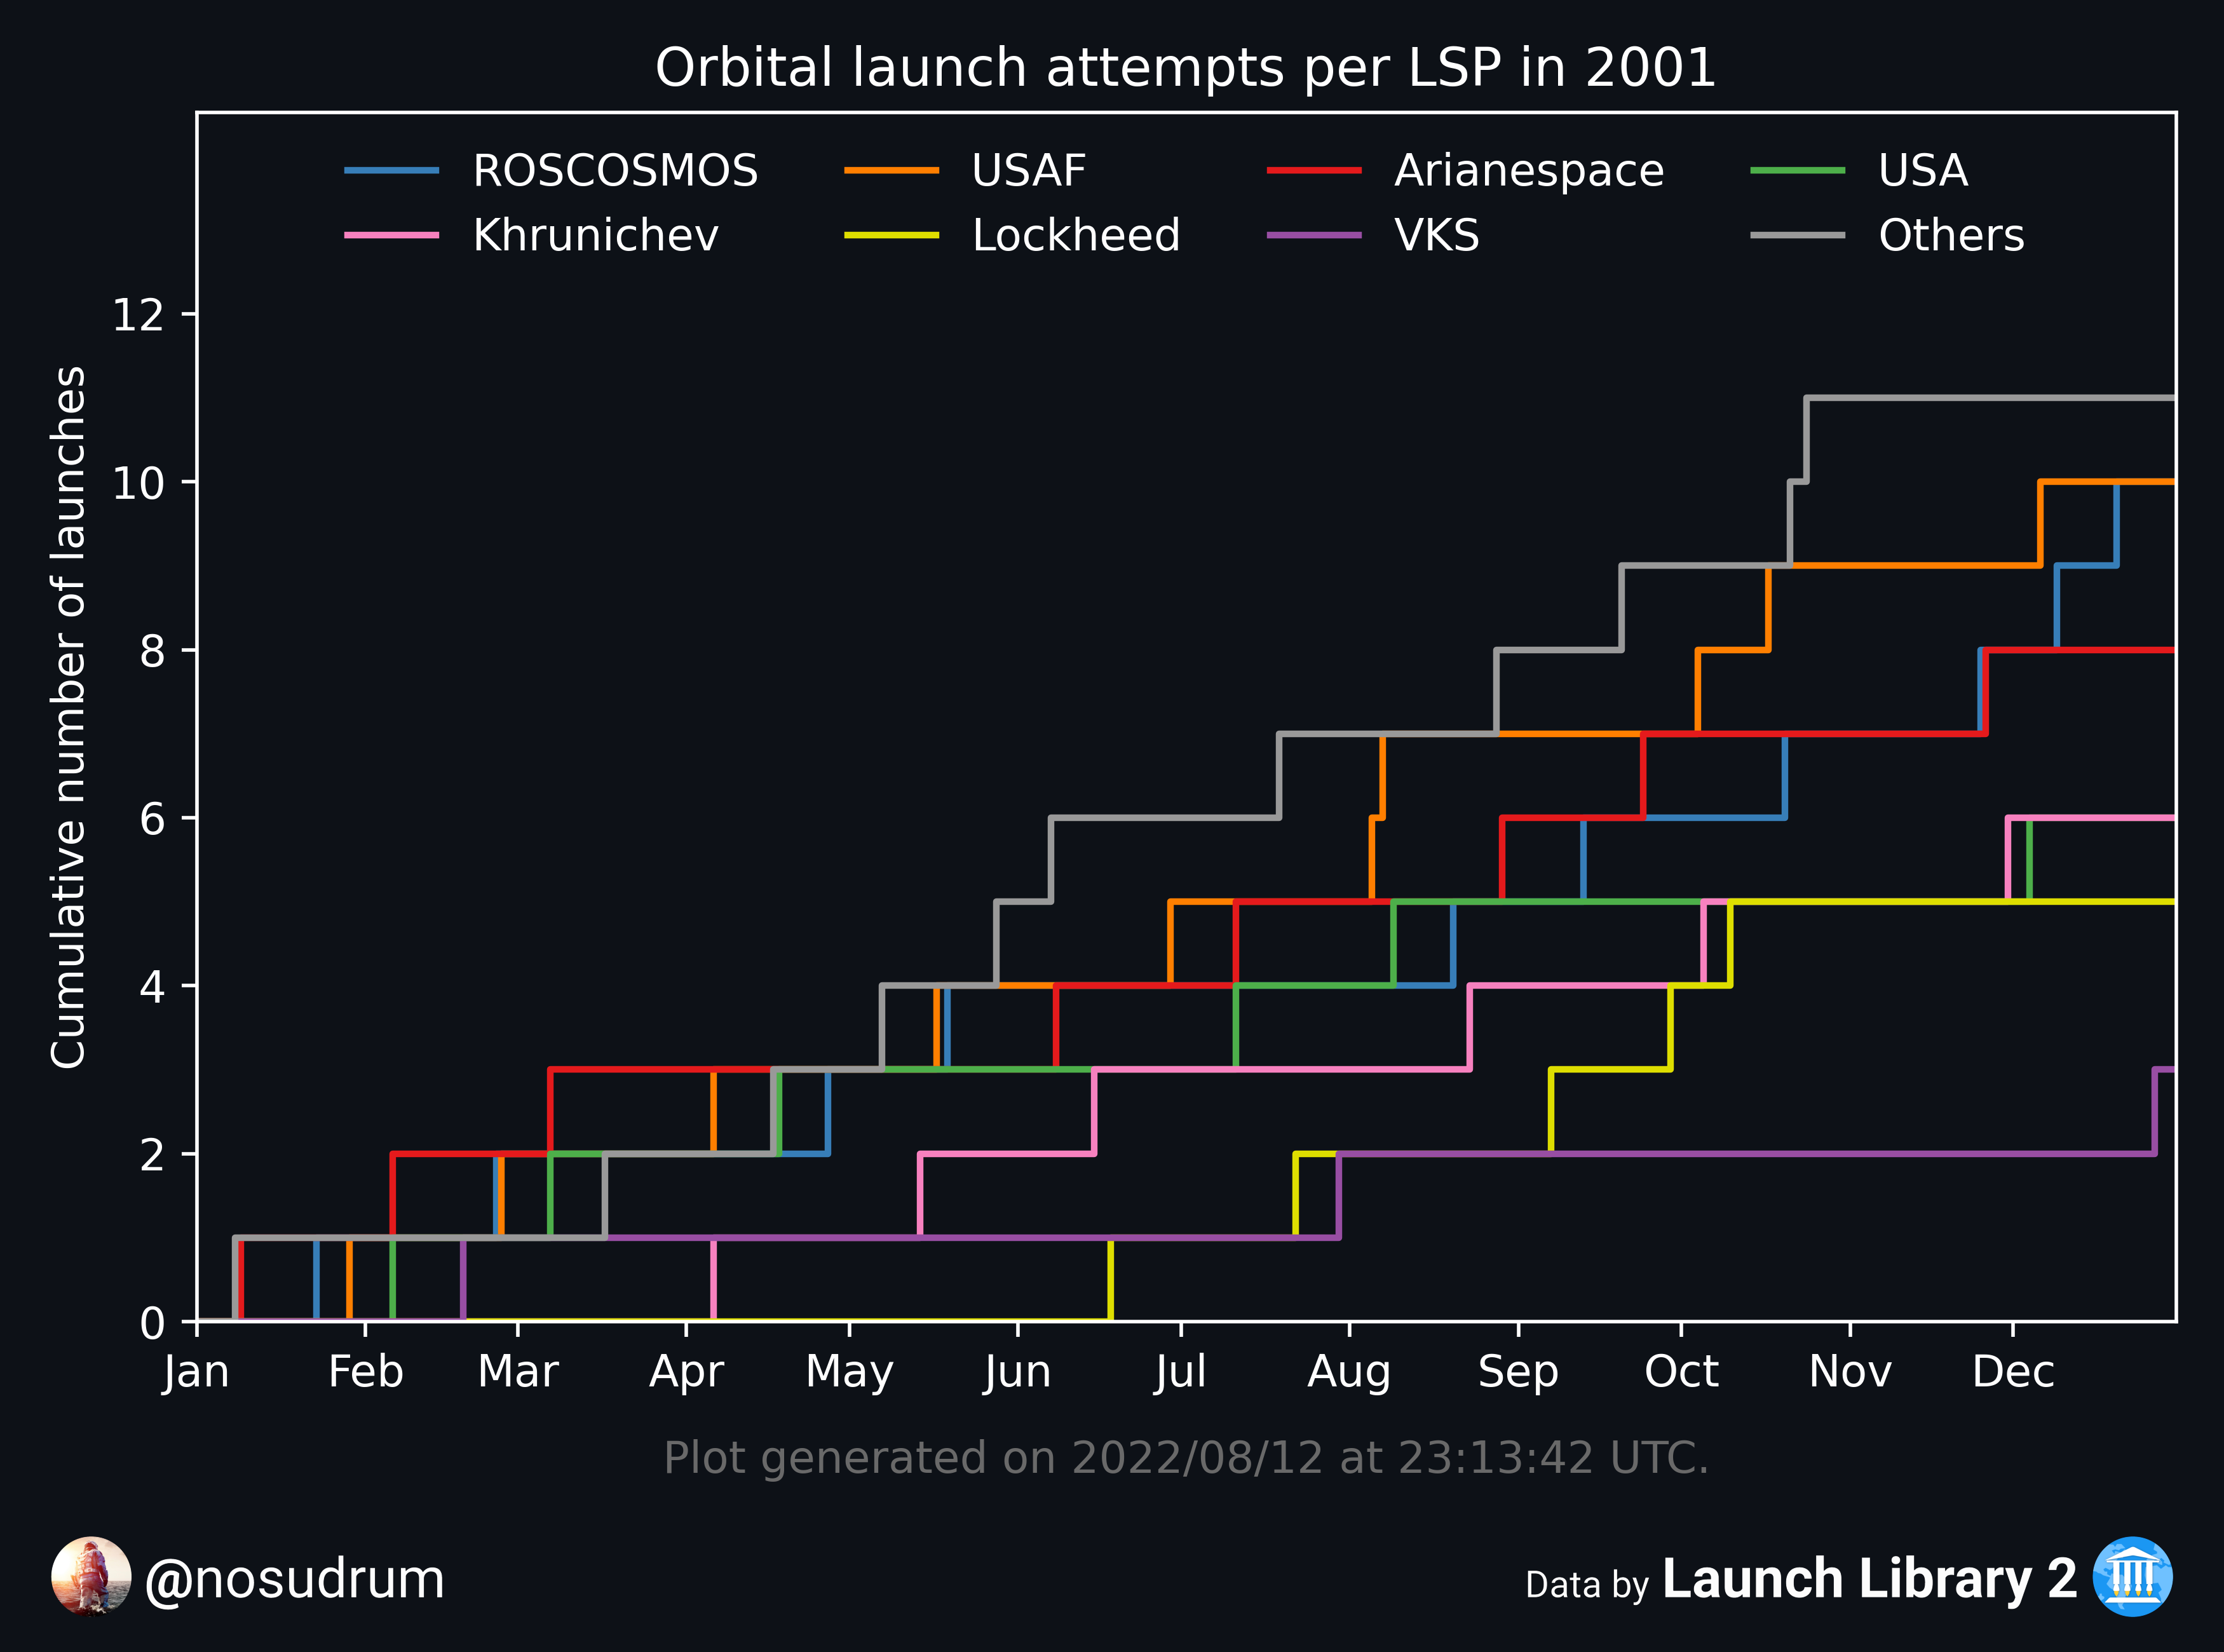 Orbital launch attempts per LSP in 2001
ROSCOSMOS USAF Arianespace USA
Khrunichev Lockheed VKS Others
Cumulative number of launches
12
10
8
6
4
2
0
Jan Feb Mar Apr May Jun Jul Aug Sep Oct Nov Dec
Plot generated on 2022/08/12 at 23:13:42 UTC.
@nosudrum
Data by Launch Library 2